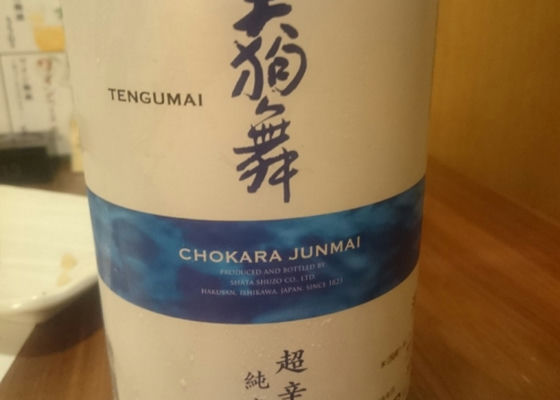 天狗舞
TENGUMAI
CHOKARA JUNMAI
PRODUCED AND BOTTLED BY
SHATA SHUZO CO., LTD.
HAKUSAN, ISHIKAWA, JAPAN, SINCE 1823
超辛
純